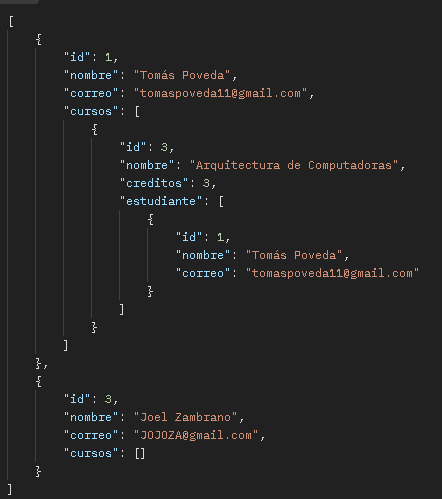 [
    {
        "id": 1,
        "nombre": "Tomás Poveda",
        "correo": "tomaspoveda11@gmail.com",
        "cursos": [
            {
                "id": 3,
                "nombre": "Arquitectura de Computadoras",
                "creditos": 3,
                "estudiante": [
                    {
                        "id": 1,
                        "nombre": "Tomás Poveda",
                        "correo": "tomaspoveda11@gmail.com"
                    }
                ]
            }
        ]
    },
    {
        "id": 3,
        "nombre": "Joel Zambrano",
        "correo": "JOJOZA@gmail.com",
        "cursos": []
    }
]